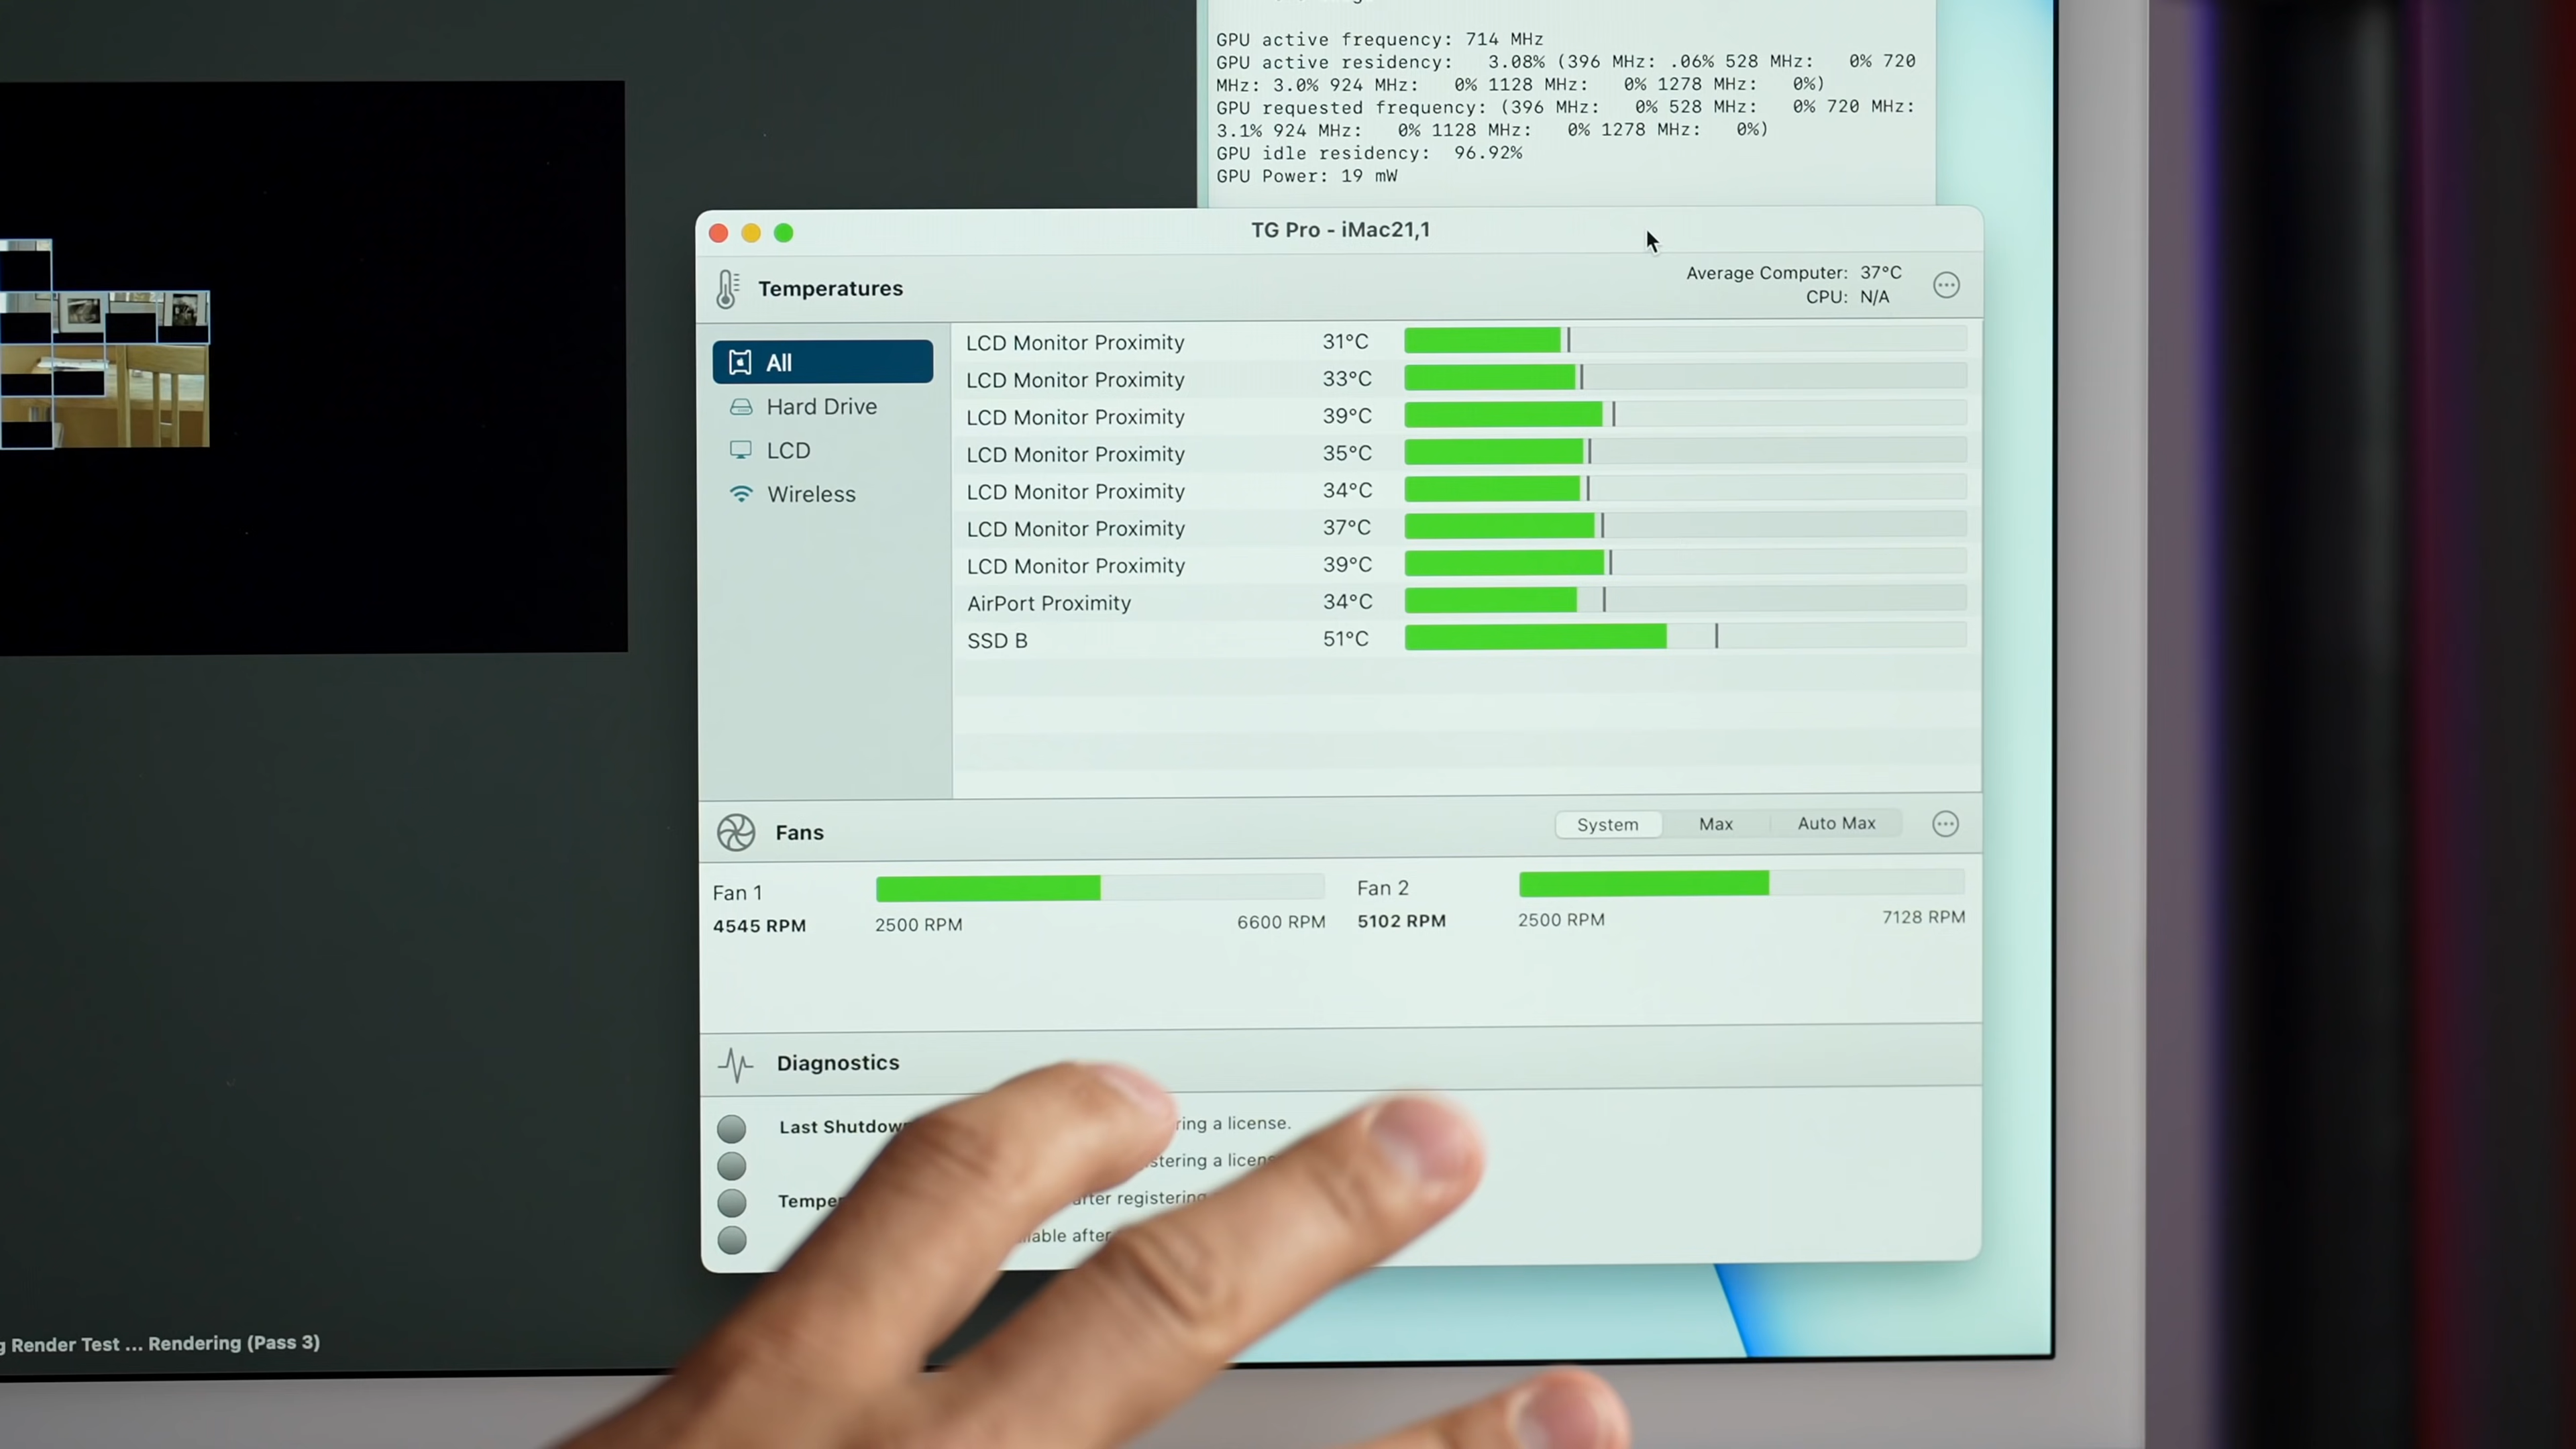 GPU active frequency: 714 MHz
GPU active residency: 3.08% (396 MHz: .06% 528 MHz: 0% 720
MHz: 3.0% 924 MHz: 0% 1128 MHz: 0% 1278 MHz: 0%)
GPU requested frequency: (396 MHz: 0% 528 MHz: 0% 720 MHz:
3.1% 924 MHz: 0% 1128 MHz: 0% 1278 MHz: 0%)
GPU idle residency: 96.92%
GPU Power: 19 mW
TG Pro - iMac21,1
Temperatures
Average Computer: 37°C
CPU: N/A
All
Hard Drive
LCD
Wireless
LCD Monitor Proximity 31°C
LCD Monitor Proximity 33°C
LCD Monitor Proximity 39°C
LCD Monitor Proximity 35°C
LCD Monitor Proximity 34°C
LCD Monitor Proximity 37°C
LCD Monitor Proximity 39°C
AirPort Proximity 34°C
SSD B 51°C
Fans
System Max Auto Max
Fan 1
4545 RPM 2500 RPM 6600 RPM
Fan 2
5102 RPM 2500 RPM 7128 RPM
Diagnostics
Last a license.
a
after registering
after
Render Test ... Rendering (Pass 3)